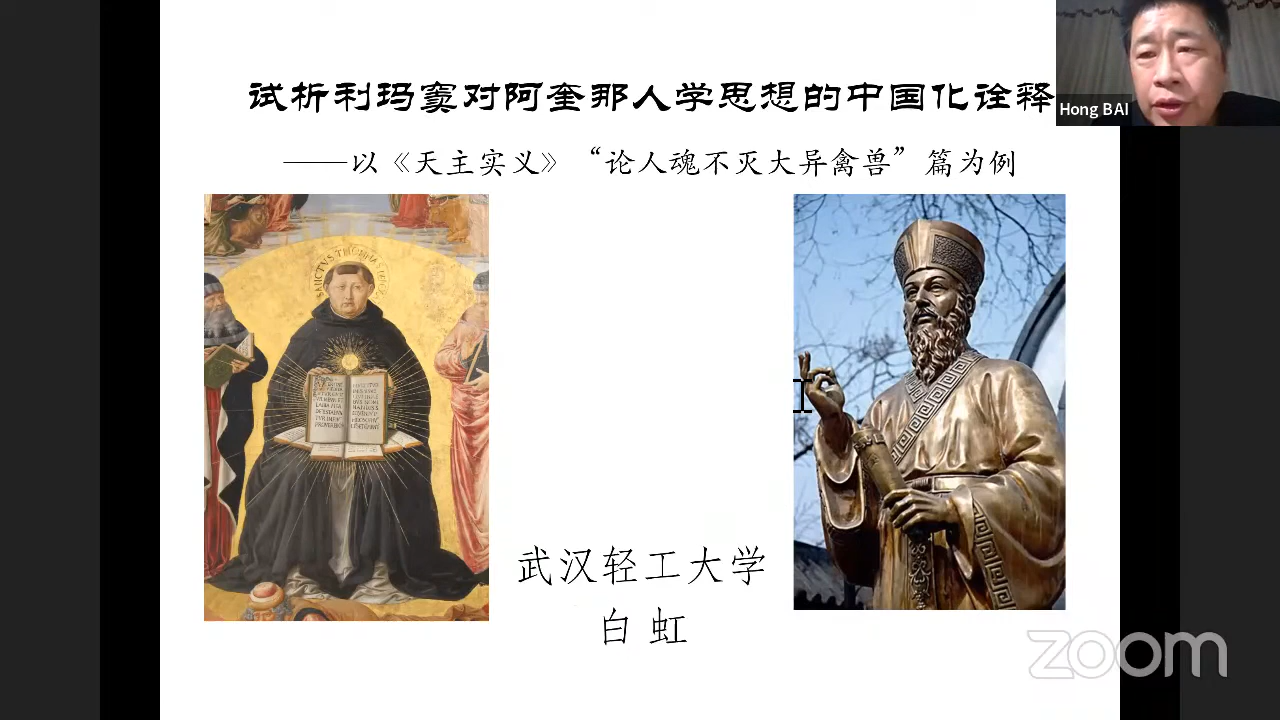 试析利玛窦对阿奎那人学思想的中国化诠释
——以《天主实义》“论人魂不灭大异禽兽”篇为例
Hong BAI
武汉轻工大学
白 虹
zoom